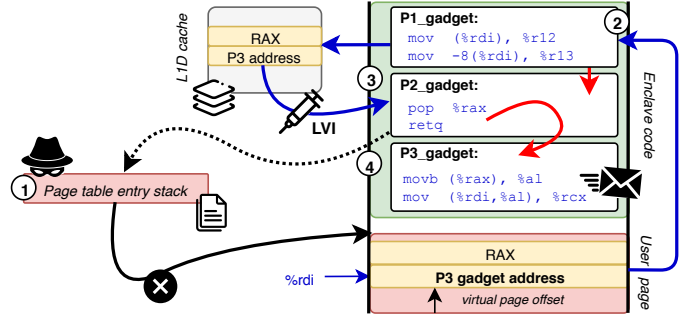 P1_gadget:
mov (%rdi), %r12
mov -8(%rdi), %r13
2
L1D cache
RAX
P3 address
3
LVI
P2_gadget:
pop %rax
retq
Enclave code
4
P3_gadget:
movb (%rax), %al
mov (%rdi,%al), %rcx
1
Page table entry stack
RAX
%rdi
P3 gadget address
virtual page offset
User page